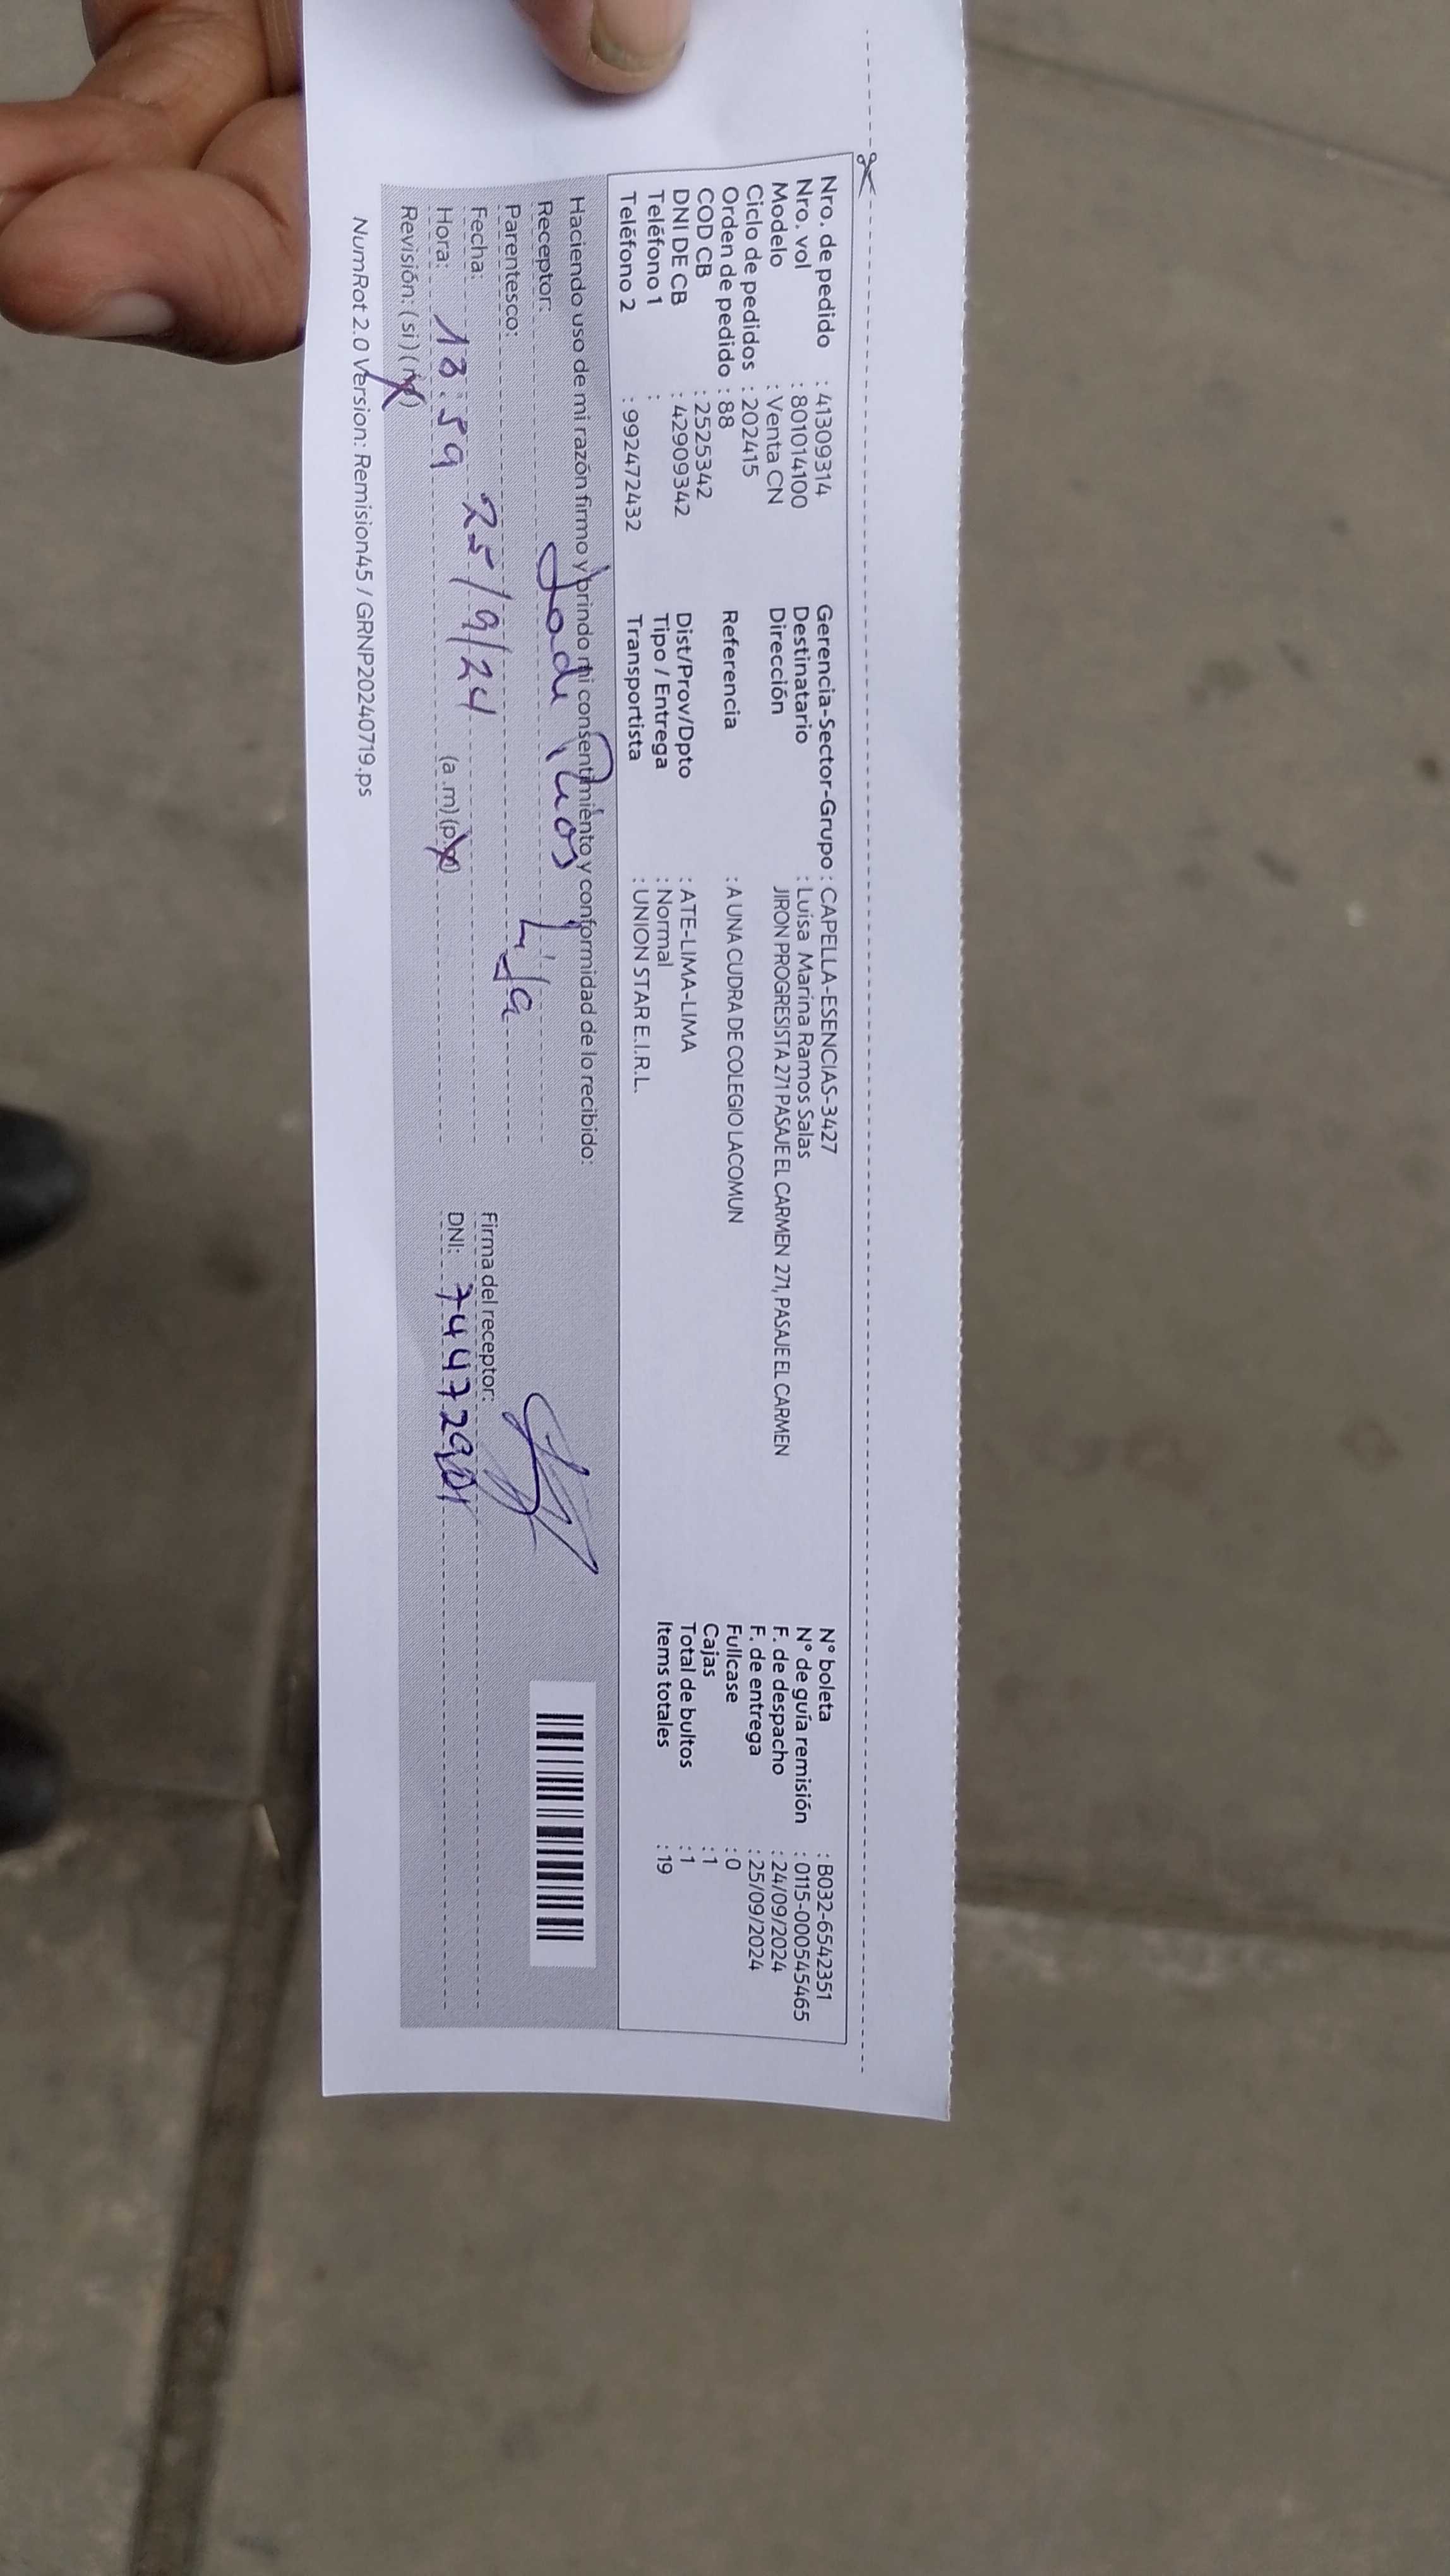 Nro. de pedido : 41309314 Gerencia-Sector-Grupo : CAPELLA-ESENCIAS-3427 N° boleta : B032-6542351
Nro. vol : 801014100 Destinatario : Luisa Marina Ramos Salas N° de guía remisión : 0115-000545465
Modelo : Venta CN Dirección JIRON PROGRESISTA 271 PASAJE EL CARMEN 271, PASAJE EL CARMEN F. de despacho : 24/09/2024
Ciclo de pedidos : 202415 F. de entrega : 25/09/2024
Orden de pedido : 88 Referencia : A UNA CUDRA DE COLEGIO LACOMUN Fullcase : 0
COD CB : 2525342 Cajas : 1
DNI DE CB : 42909342 Dist/Prov/Dpto : ATE-LIMA-LIMA Total de bultos : 1
Teléfono 1 : Tipo / Entrega : Normal Items totales : 19
Teléfono 2 : 992472432 Transportista : UNION STAR E.I.R.L.
Haciendo uso de mi razón firmo y brindo mi consentimiento y conformidad de lo recibido:
Receptor:
Parentesco: Hija
Fecha: 25/9/24 Firma del receptor:
Hora: (a.m) (p.m) DNI:
Revisión: (si) (no)
NumRot 2.0 Version: Remision45 / GRNP20240719.ps